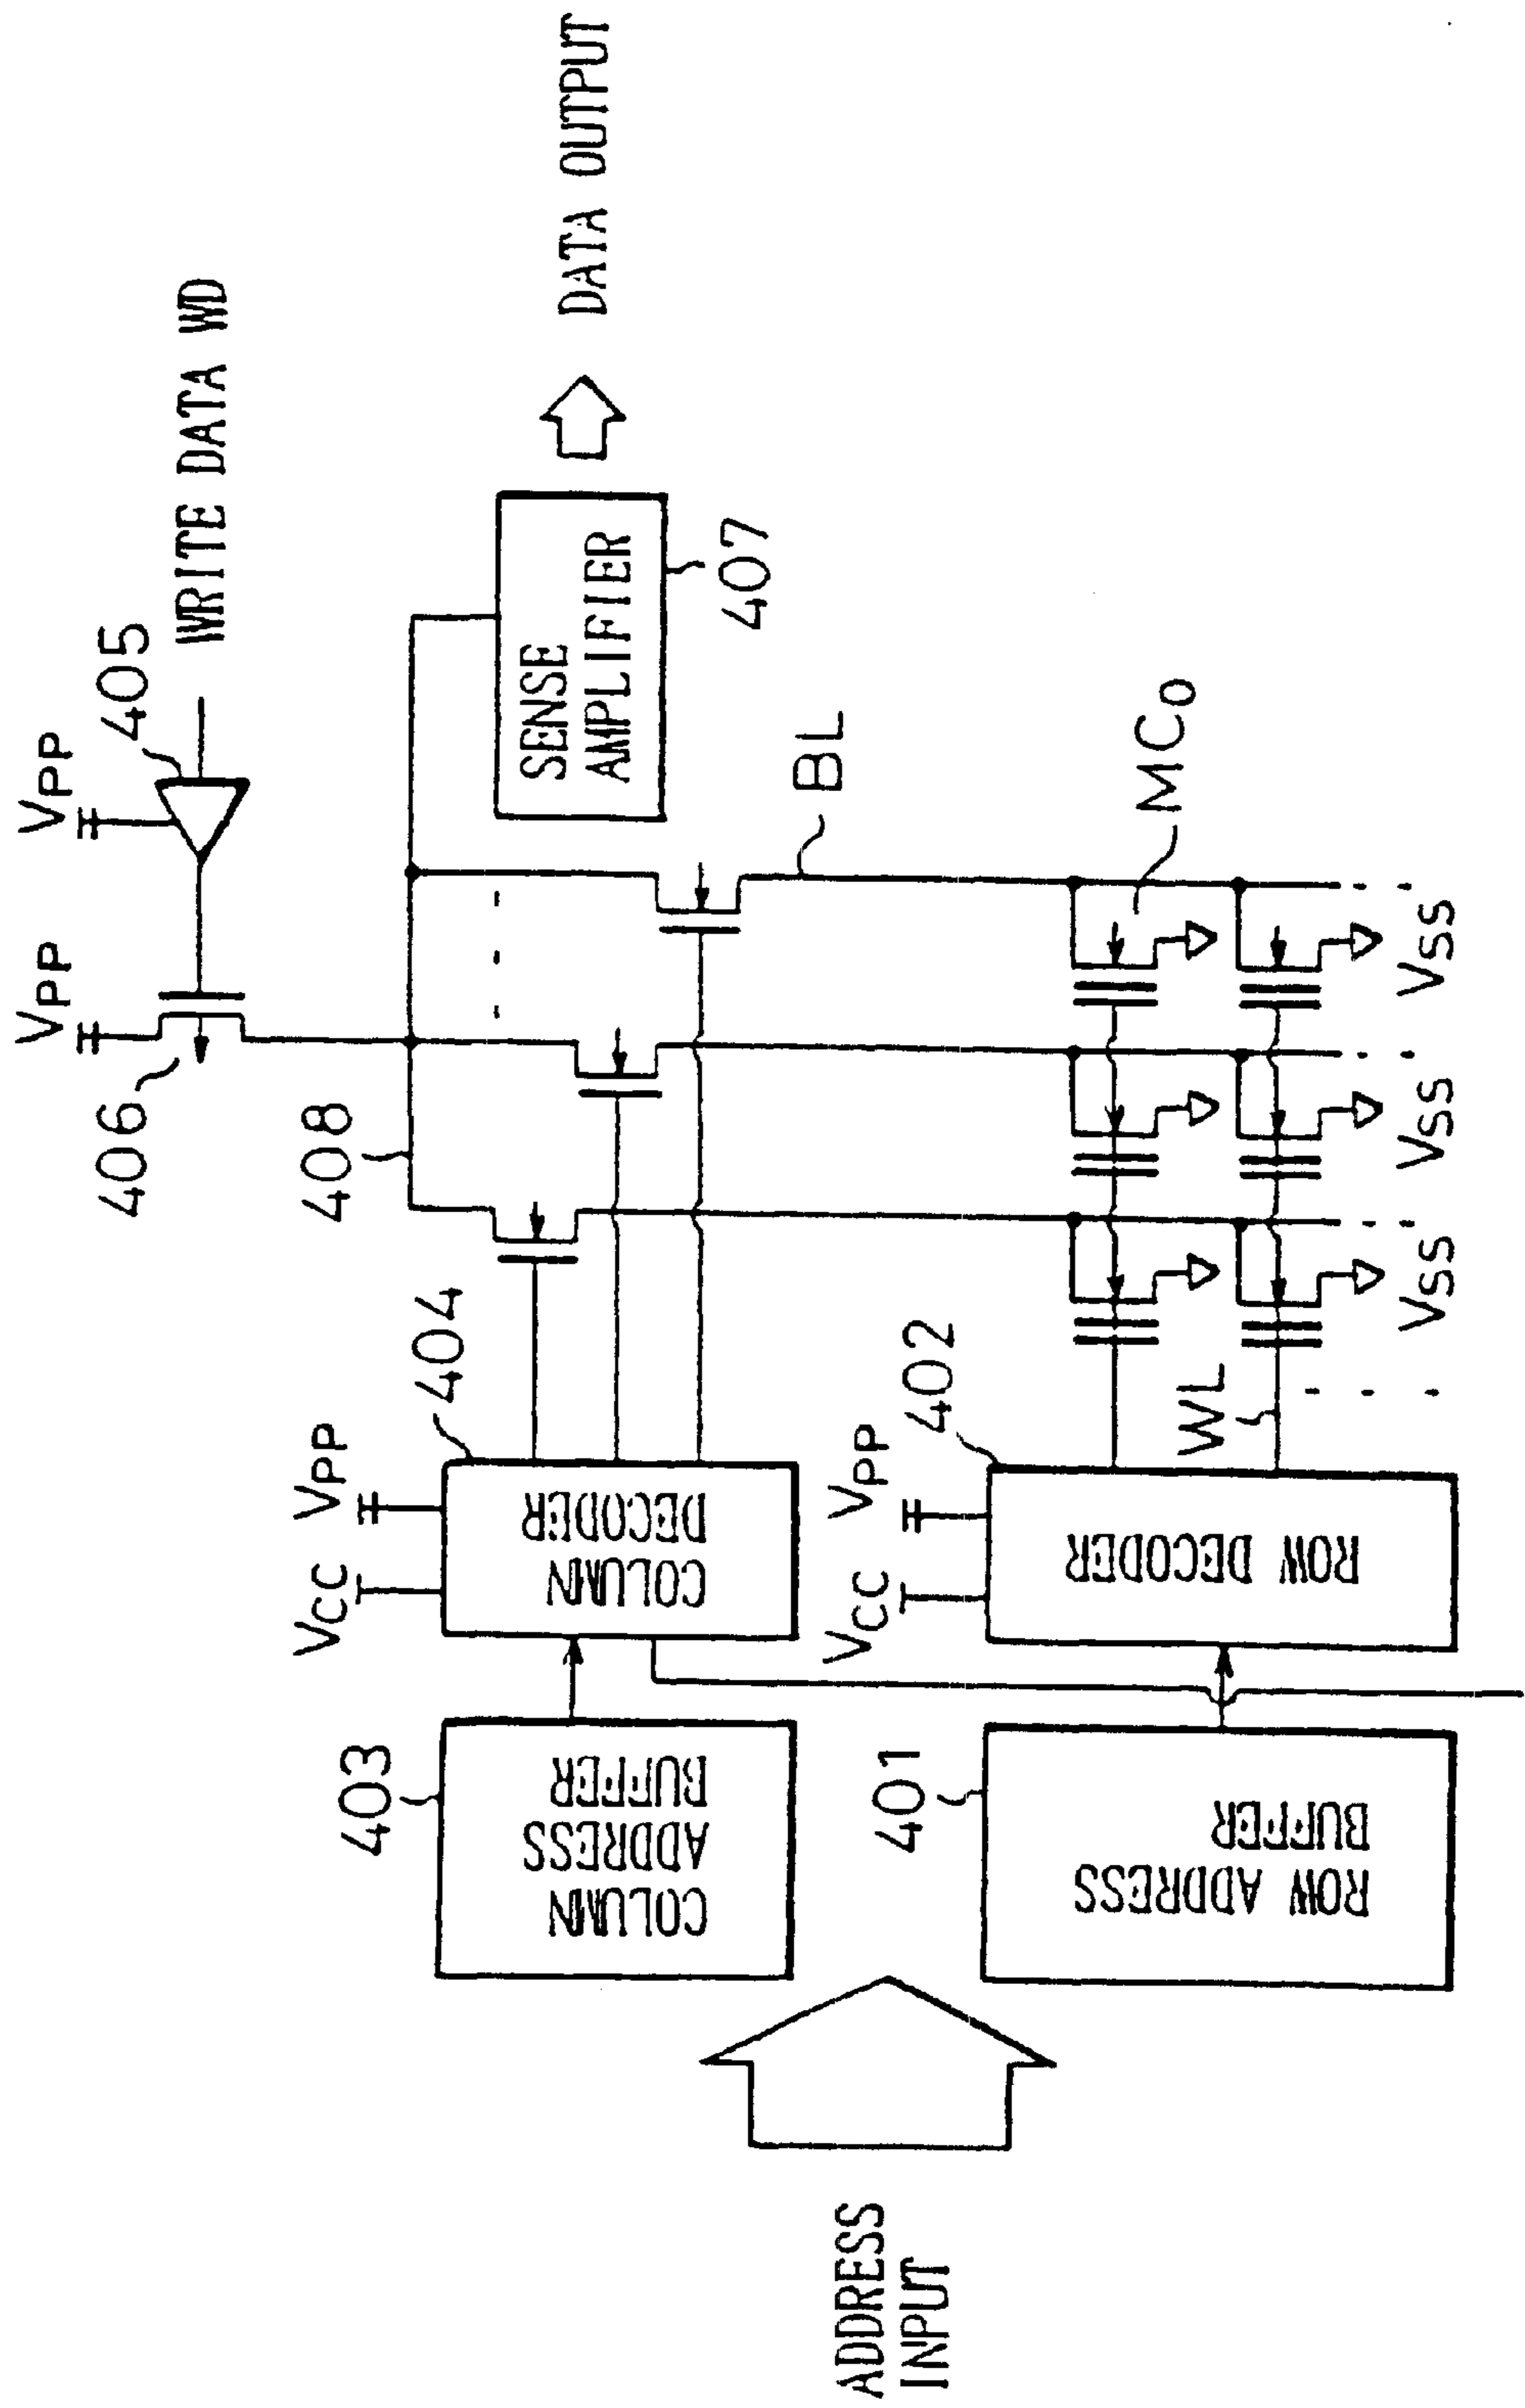 WRITE DATA WD
VPP
VPP
405
406
408
DATA OUTPUT
SENSE
AMPLIFIER
407
404
VCC
VPP
COLUMN
DECODER
403
COLUMN
ADDRESS
BUFFER
BL
MC0
ADDRESS
INPUT
402
VCC
VPP
ROW DECODER
401
ROW ADDRESS
BUFFER
WL
VSS
VSS
VSS